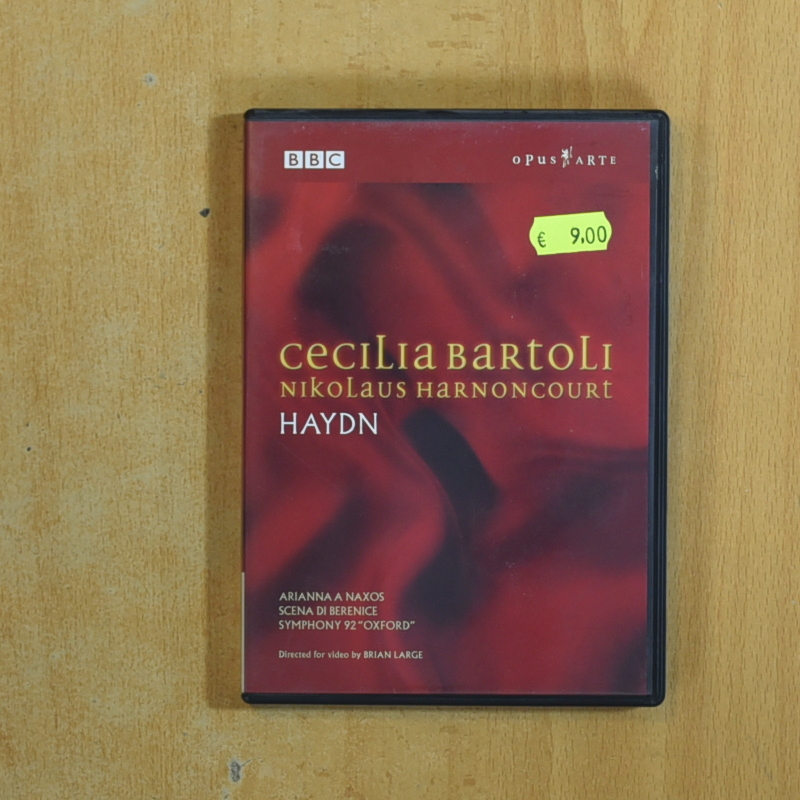 BBC
OPUS ARTE
€ 9,00
CECILIA BARTOLI
NIKOLAUS HARNONCOURT
HAYDN
ARIANNA A NAXOS
SCENA DI BERENICE
SYMPHONY 92 "OXFORD"
Directed for video by BRIAN LARGE